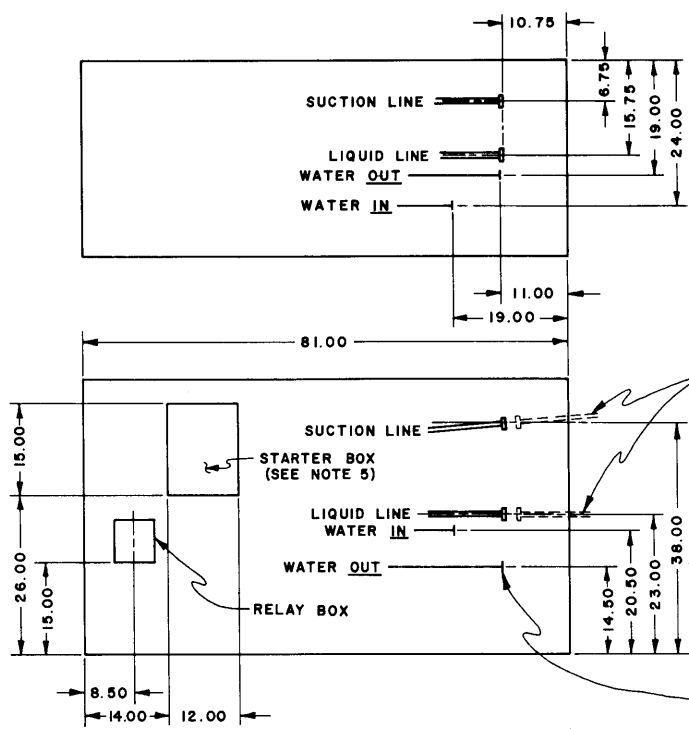 10.75
6.75
15.75
19.00
24.00
SUCTION LINE
LIQUID LINE
WATER OUT
WATER IN
11.00
19.00
81.00
15.00
SUCTION LINE
STARTER BOX
(SEE NOTE 5)
LIQUID LINE
WATER IN
WATER OUT
26.00
15.00
RELAY BOX
14.50
20.50
23.00
38.00
8.50
14.00
12.00